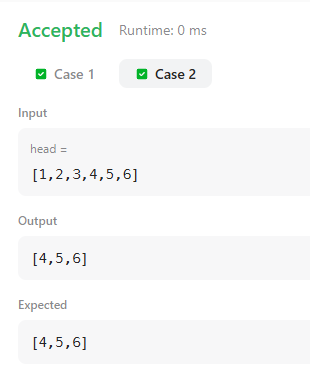 Accepted Runtime: 0 ms
Case 1 Case 2
Input
head =
[1,2,3,4,5,6]
Output
[4,5,6]
Expected
[4,5,6]